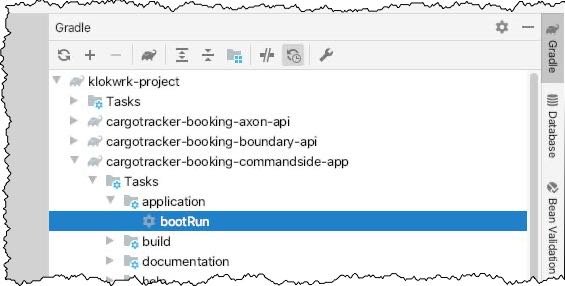 Gradle
klokwrk-project
Tasks
cargotracker-booking-axon-api
cargotracker-booking-boundary-api
cargotracker-booking-commandside-app
Tasks
application
bootRun
build
documentation
help
Gradle
Database
Bean Validation